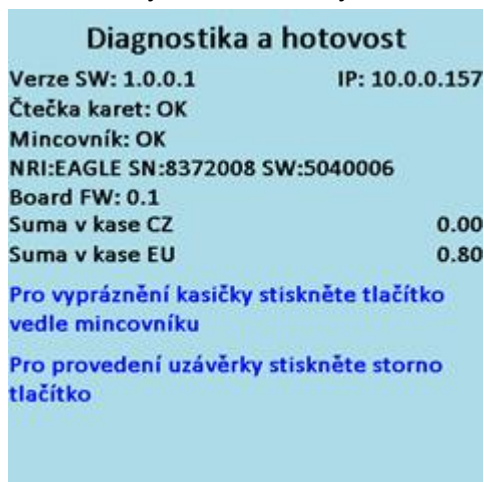 Diagnostika a hotovost
Verze SW: 1.0.0.1 IP: 10.0.0.157
Čtečka karet: OK
Mincovník: OK
NRI:EAGLE SN:8372008 SW:5040006
Board FW: 0.1
Suma v kase CZ 0.00
Suma v kase EU 0.80
Pro vypráznění kasičky stiskněte tlačítko
vedle mincovníku
Pro provedení uzávěrky stiskněte storno
tlačítko